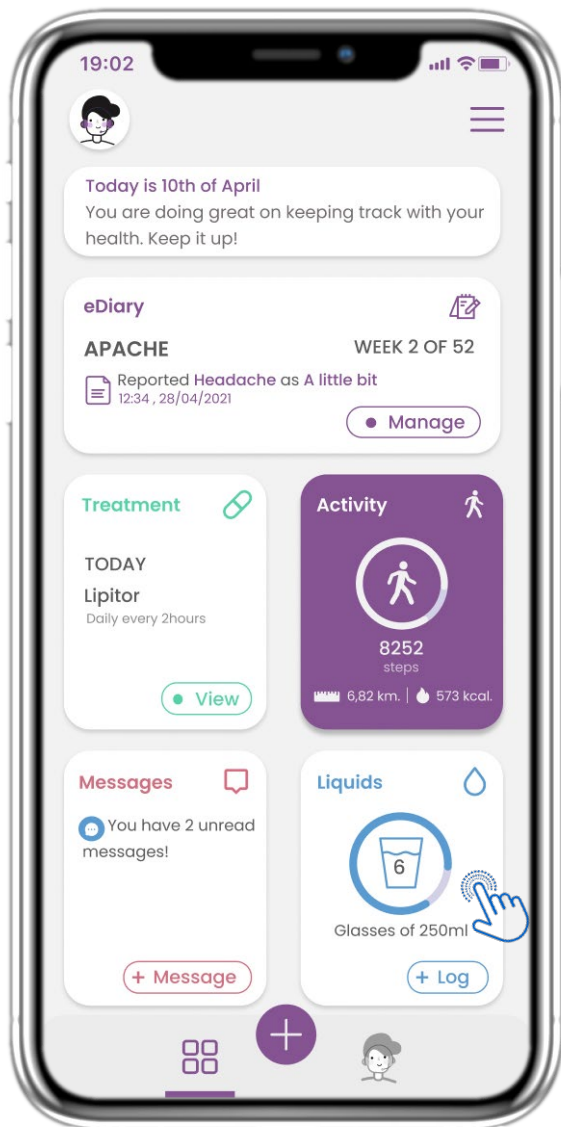 19:02
Today is 10th of April
You are doing great on keeping track with your
health. Keep it up!
eDiary
APACHE
WEEK 2 OF 52
Reported Headache as A little bit
12:34 , 28/04/2021
Manage
Treatment
TODAY
Lipitor
Daily every 2hours
View
Activity
8252
steps
6,82 km. | 573 kcal.
Messages
You have 2 unread
messages!
+ Message
Liquids
6
Glasses of 250ml
+ Log